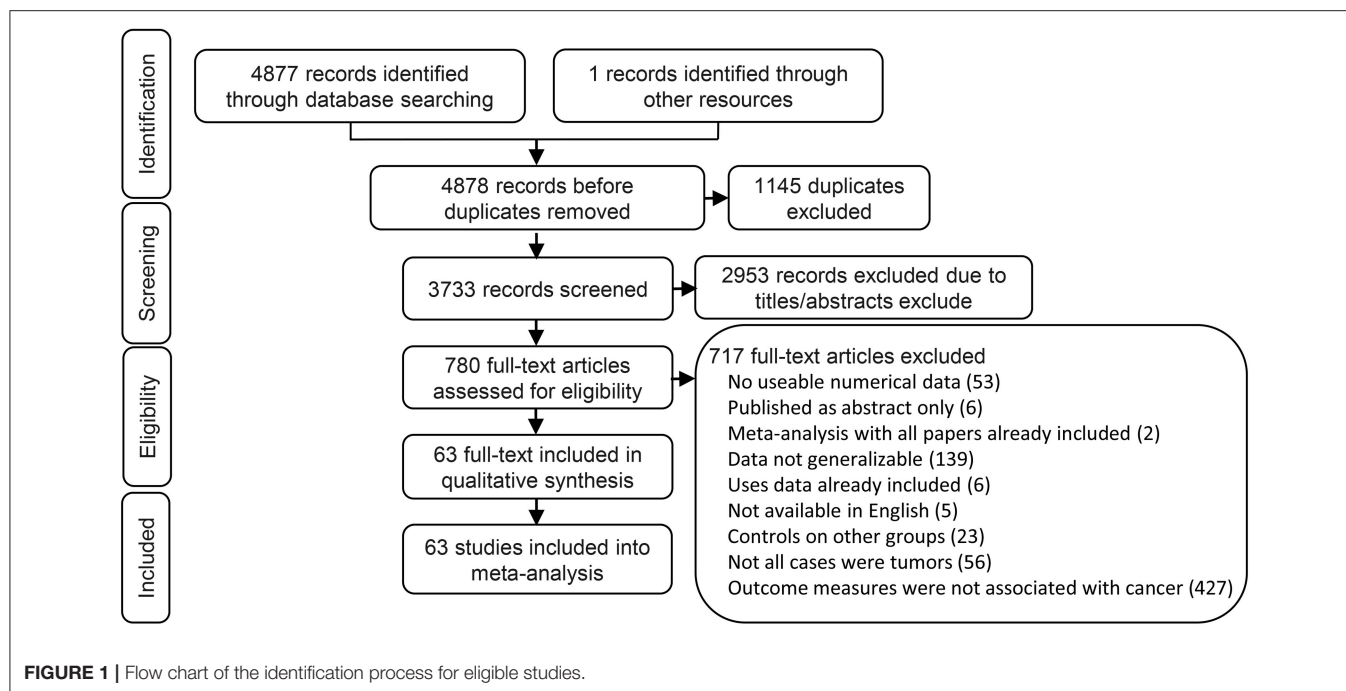 Identification
4877 records identified
through database searching
1 records identified through
other resources
4878 records before
duplicates removed
1145 duplicates
excluded
Screening
3733 records screened
2953 records excluded due to
titles/abstracts exclude
Eligibility
780 full-text articles
assessed for eligibility
717 full-text articles excluded
No useable numerical data (53)
Published as abstract only (6)
Meta-analysis with all papers already included (2)
Data not generalizable (139)
Uses data already included (6)
Not available in English (5)
Controls on other groups (23)
Not all cases were tumors (56)
Outcome measures were not associated with cancer (427)
63 full-text included in
qualitative synthesis
Included
63 studies included into
meta-analysis
FIGURE 1 | Flow chart of the identification process for eligible studies.